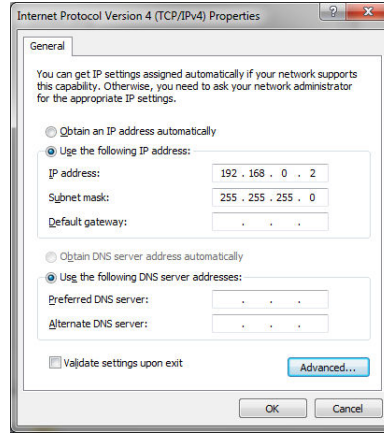 Internet Protocol Version 4 (TCP/IPv4) Properties
General
You can get IP settings assigned automatically if your network supports
this capability. Otherwise, you need to ask your network administrator
for the appropriate IP settings.
Obtain an IP address automatically
Use the following IP address:
IP address: 192 . 168 . 0 . 2
Subnet mask: 255 . 255 . 255 . 0
Default gateway: . . .
Obtain DNS server address automatically
Use the following DNS server addresses:
Preferred DNS server: . . .
Alternate DNS server: . . .
Validate settings upon exit
Advanced...
OK Cancel